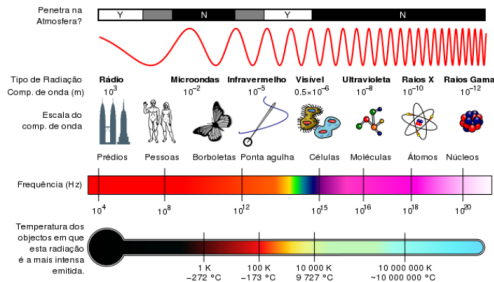 Penetra na
Atmosfera?
Y N Y N
Tipo de Radiação Rádio Microondas Infravermelho Visível Ultravioleta Raios X Raios Gama
Comp. de onda (m) 10³ 10⁻² 10⁻⁵ 0.5×10⁻⁶ 10⁻⁸ 10⁻¹⁰ 10⁻¹²
Escala do
comp. de onda
Prédios Pessoas Borboletas Ponta agulha Células Moléculas Átomos Núcleos
Frequência (Hz)
10⁴ 10⁸ 10¹² 10¹⁵ 10¹⁶ 10¹⁸ 10²⁰
Temperatura dos
objectos em que
esta radiação
é a mais intensa
emitida.
1 K 100 K 10 000 K 10 000 000 K
−272 °C −173 °C 9 727 °C ~10 000 000 °C